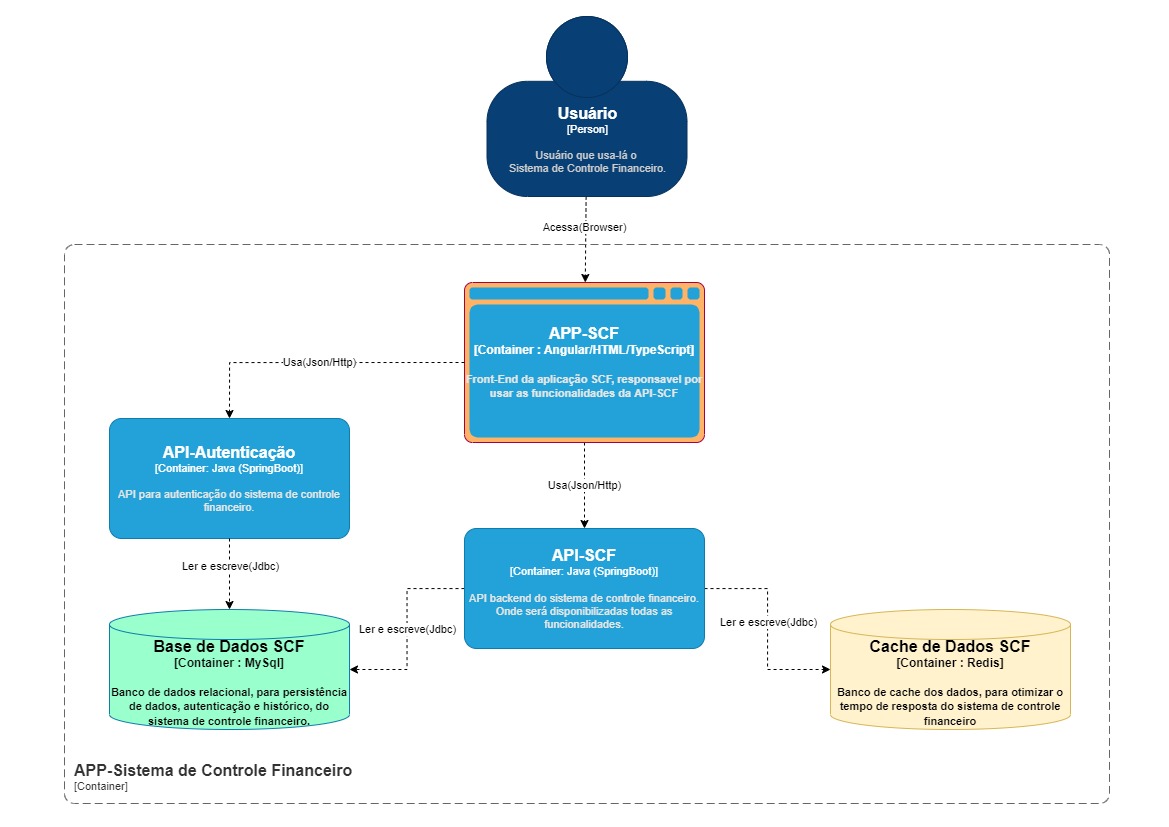 Usuário
[Person]
Usuário que usa-lá o
Sistema de Controle Financeiro.
Acessa(Browser)
APP-SCF
[Container : Angular/HTML/TypeScript]
Front-End da aplicação SCF, responsavel por
usar as funcionalidades da API-SCF
Usa(Json/Http)
API-Autenticação
[Container: Java (SpringBoot)]
API para autenticação do sistema de controle
financeiro.
Usa(Json/Http)
API-SCF
[Container: Java (SpringBoot)]
API backend do sistema de controle financeiro.
Onde será disponibilizadas todas as
funcionalidades.
Ler e escreve(Jdbc)
Ler e escreve(Jdbc)
Ler e escreve(Jdbc)
Base de Dados SCF
[Container : MySql]
Banco de dados relacional, para persistência
de dados, autenticação e histórico, do
sistema de controle financeiro.
Cache de Dados SCF
[Container : Redis]
Banco de cache dos dados, para otimizar o
tempo de resposta do sistema de controle
financeiro
APP-Sistema de Controle Financeiro
[Container]